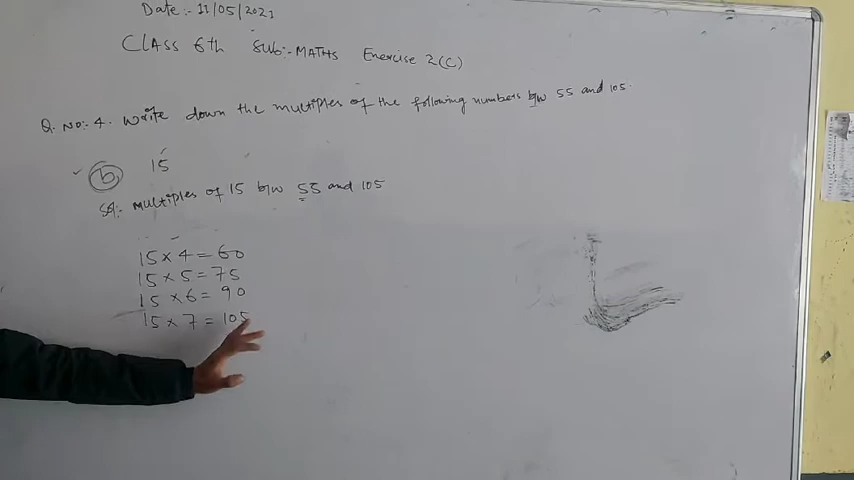 Date:- 11/05/2021
CLASS 6th Sub:-MATHS Exercise 2(C)
Q. No:-4. Write down the multiples of the following numbers b/w 55 and 105.
(b) 15
Sol:- multiples of 15 b/w 55 and 105
15 × 4 = 60
15 × 5 = 75
15 × 6 = 90
15 × 7 = 105